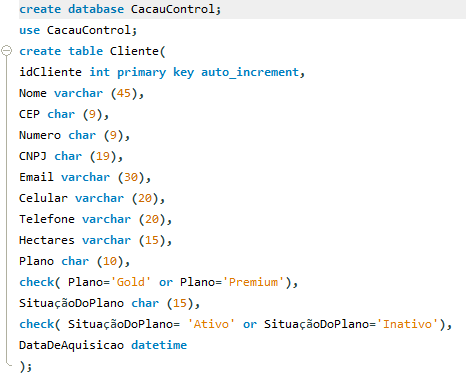 create database CacauControl;
use CacauControl;
create table Cliente(
idCliente int primary key auto_increment,
Nome varchar (45),
CEP char (9),
Numero char (9),
CNPJ char (19),
Email varchar (30),
Celular varchar (20),
Telefone varchar (20),
Hectares varchar (15),
Plano char (10),
check( Plano='Gold' or Plano='Premium'),
SituaçãoDoPlano char (15),
check( SituaçãoDoPlano= 'Ativo' or SituaçãoDoPlano='Inativo'),
DataDeAquisicao datetime
);